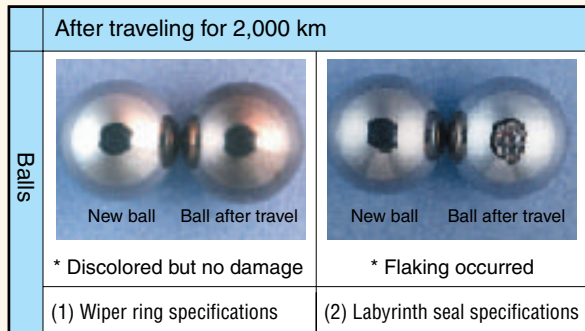 After traveling for 2,000 km
Balls
New ball Ball after travel
New ball Ball after travel
* Discolored but no damage
* Flaking occurred
(1) Wiper ring specifications
(2) Labyrinth seal specifications